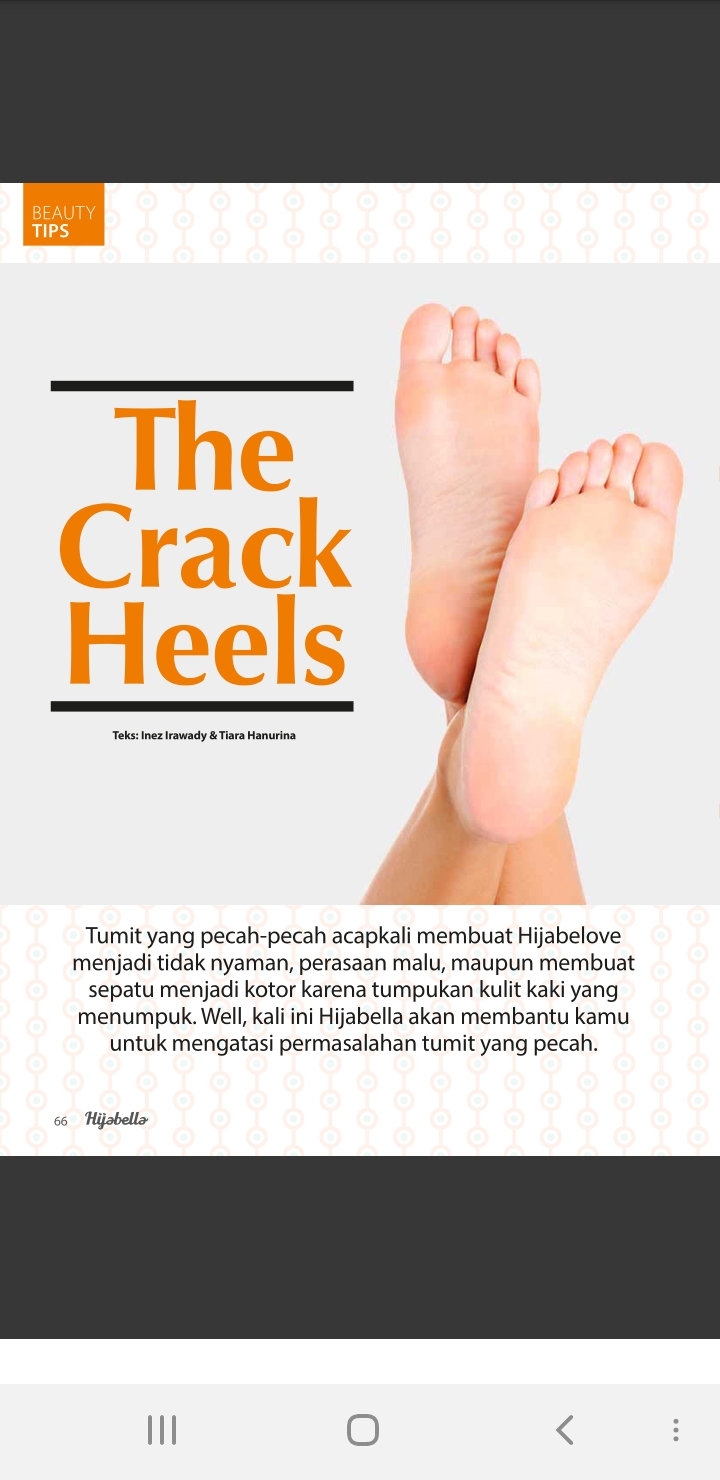 BEAUTY
TIPS
The
Crack
Heels
Teks: Inez Irawady & Tiara Hanurina
Tumit yang pecah-pecah acapkali membuat Hijabelove
menjadi tidak nyaman, perasaan malu, maupun membuat
sepatu menjadi kotor karena tumpukan kulit kaki yang
menumpuk. Well, kali ini Hijabella akan membantu kamu
untuk mengatasi permasalahan tumit yang pecah.
66 Hijabella